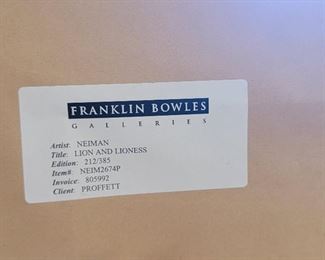 FRANKLIN BOWLES
GALLERIES
Artist: NEIMAN
Title: LION AND LIONESS
Edition: 212/385
Item#: NEIM2674P
Invoice: 805992
Client: PROFFETT